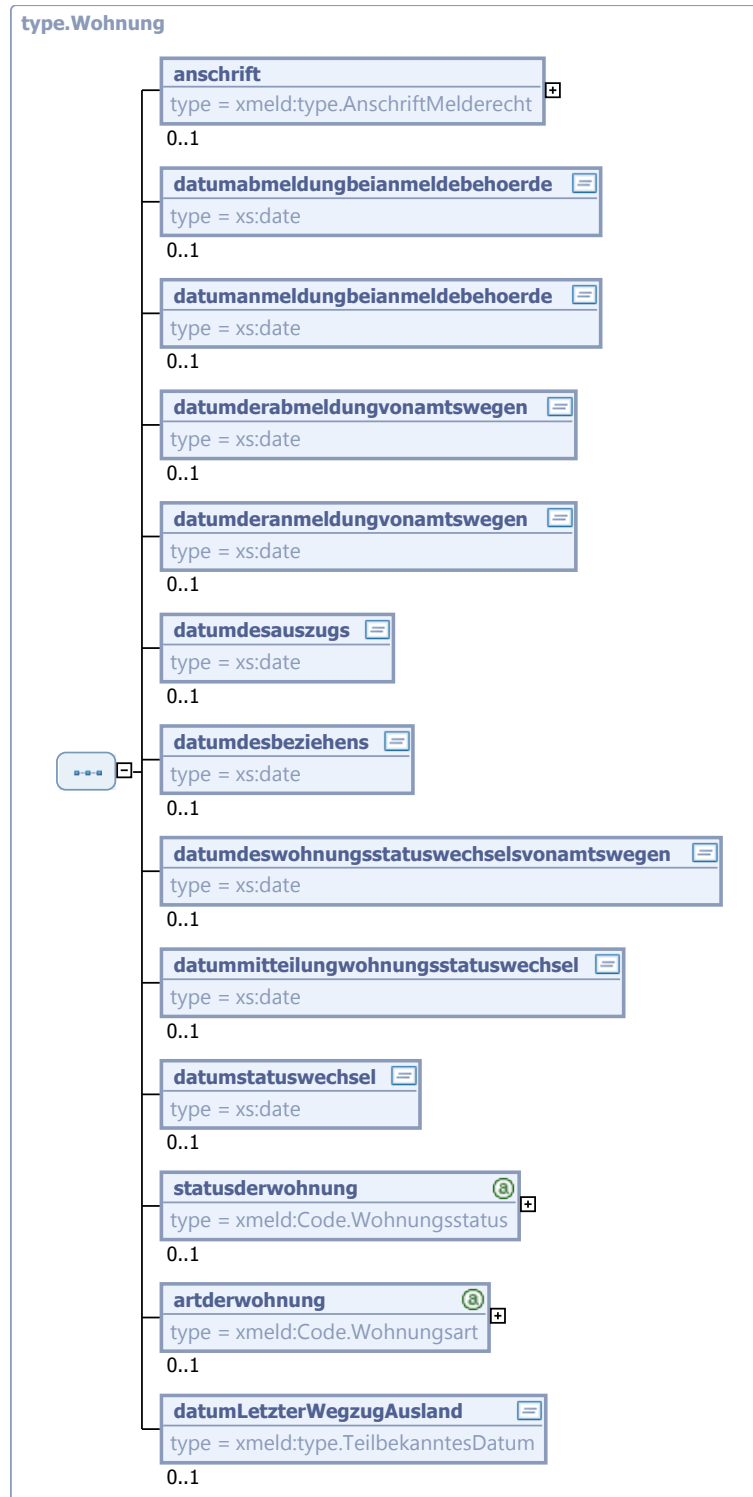 type.Wohnung
anschrift
type = xmeld:type.AnschriftMelderecht
0..1
datumabmeldungbeianmeldebehoerde
type = xs:date
0..1
datumanmeldungbeianmeldebehoerde
type = xs:date
0..1
datumderabmeldungvonamtswegen
type = xs:date
0..1
datumderanmeldungvonamtswegen
type = xs:date
0..1
datumdesauszugs
type = xs:date
0..1
datumdesbeziehens
type = xs:date
0..1
datumdeswohnungsstatuswechselsvonamtswegen
type = xs:date
0..1
datummitteilungwohnungsstatuswechsel
type = xs:date
0..1
datumstatuswechsel
type = xs:date
0..1
statusderwohnung
type = xmeld:Code.Wohnungsstatus
0..1
artderwohnung
type = xmeld:Code.Wohnungsart
0..1
datumLetzterWegzugAusland
type = xmeld:type.TeilbekanntesDatum
0..1